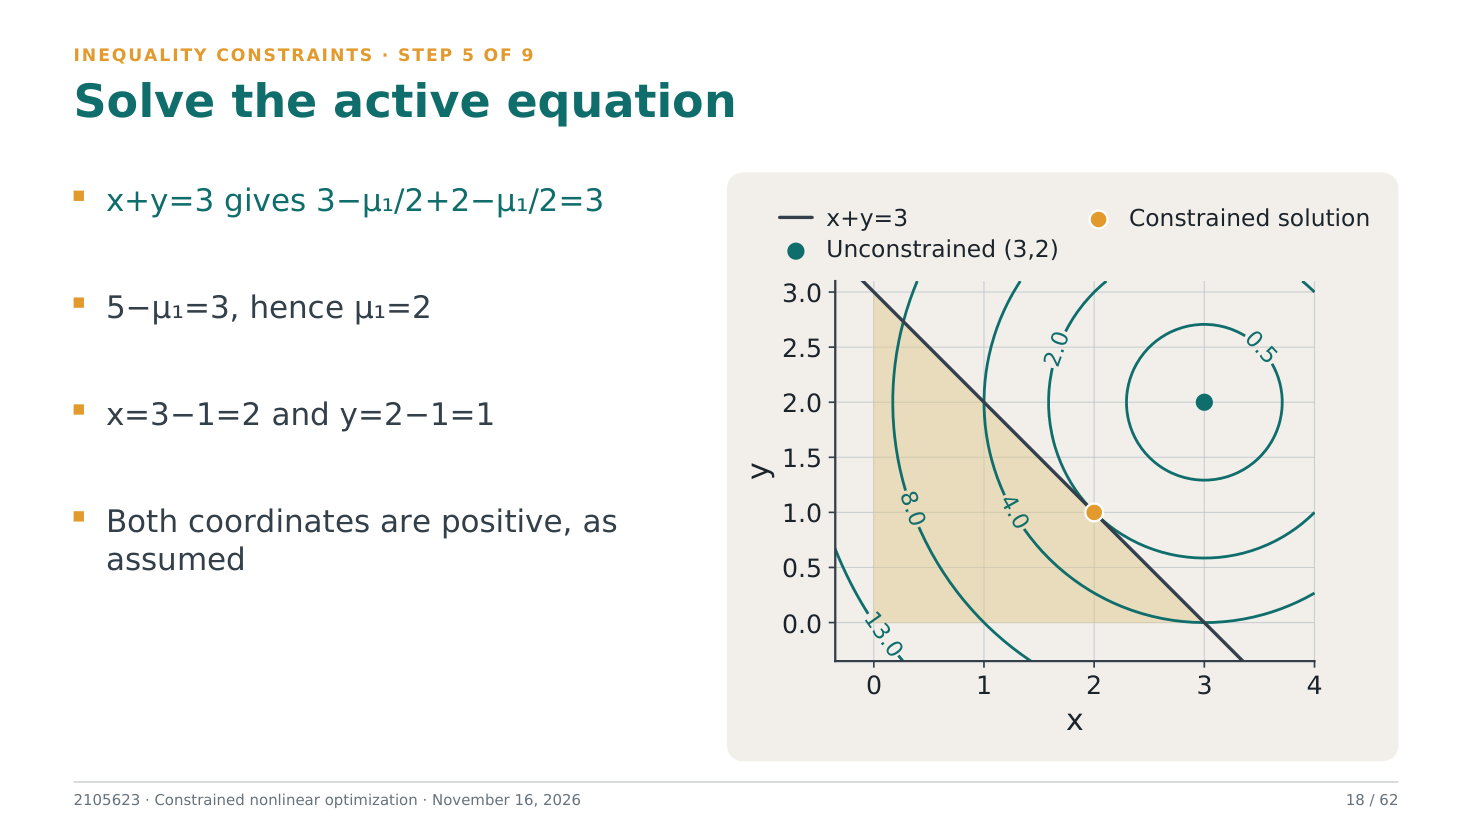 INEQUALITY CONSTRAINTS · STEP 5 OF 9
Solve the active equation
x+y=3 gives 3−μ₁/2+2−μ₁/2=3
5−μ₁=3, hence μ₁=2
x=3−1=2 and y=2−1=1
Both coordinates are positive, as
assumed
x+y=3
Unconstrained (3,2)
Constrained solution
3.0
2.5
2.0
1.5
1.0
0.5
0.0
y
0 1 2 3 4
x
2.0
0.5
8.0
4.0
13.0
2105623 · Constrained nonlinear optimization · November 16, 2026
18 / 62